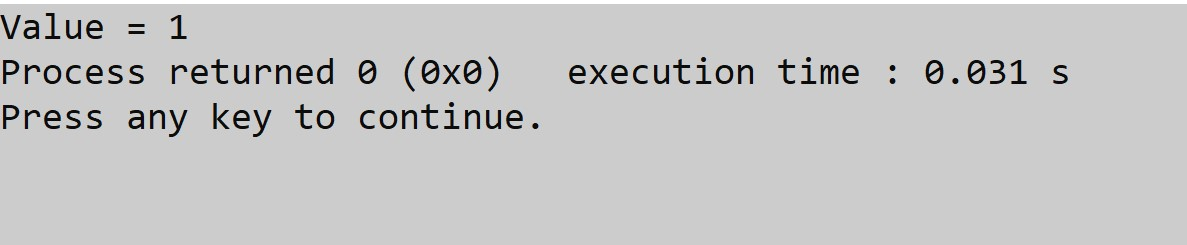 Value = 1
Process returned 0 (0x0)   execution time : 0.031 s
Press any key to continue.